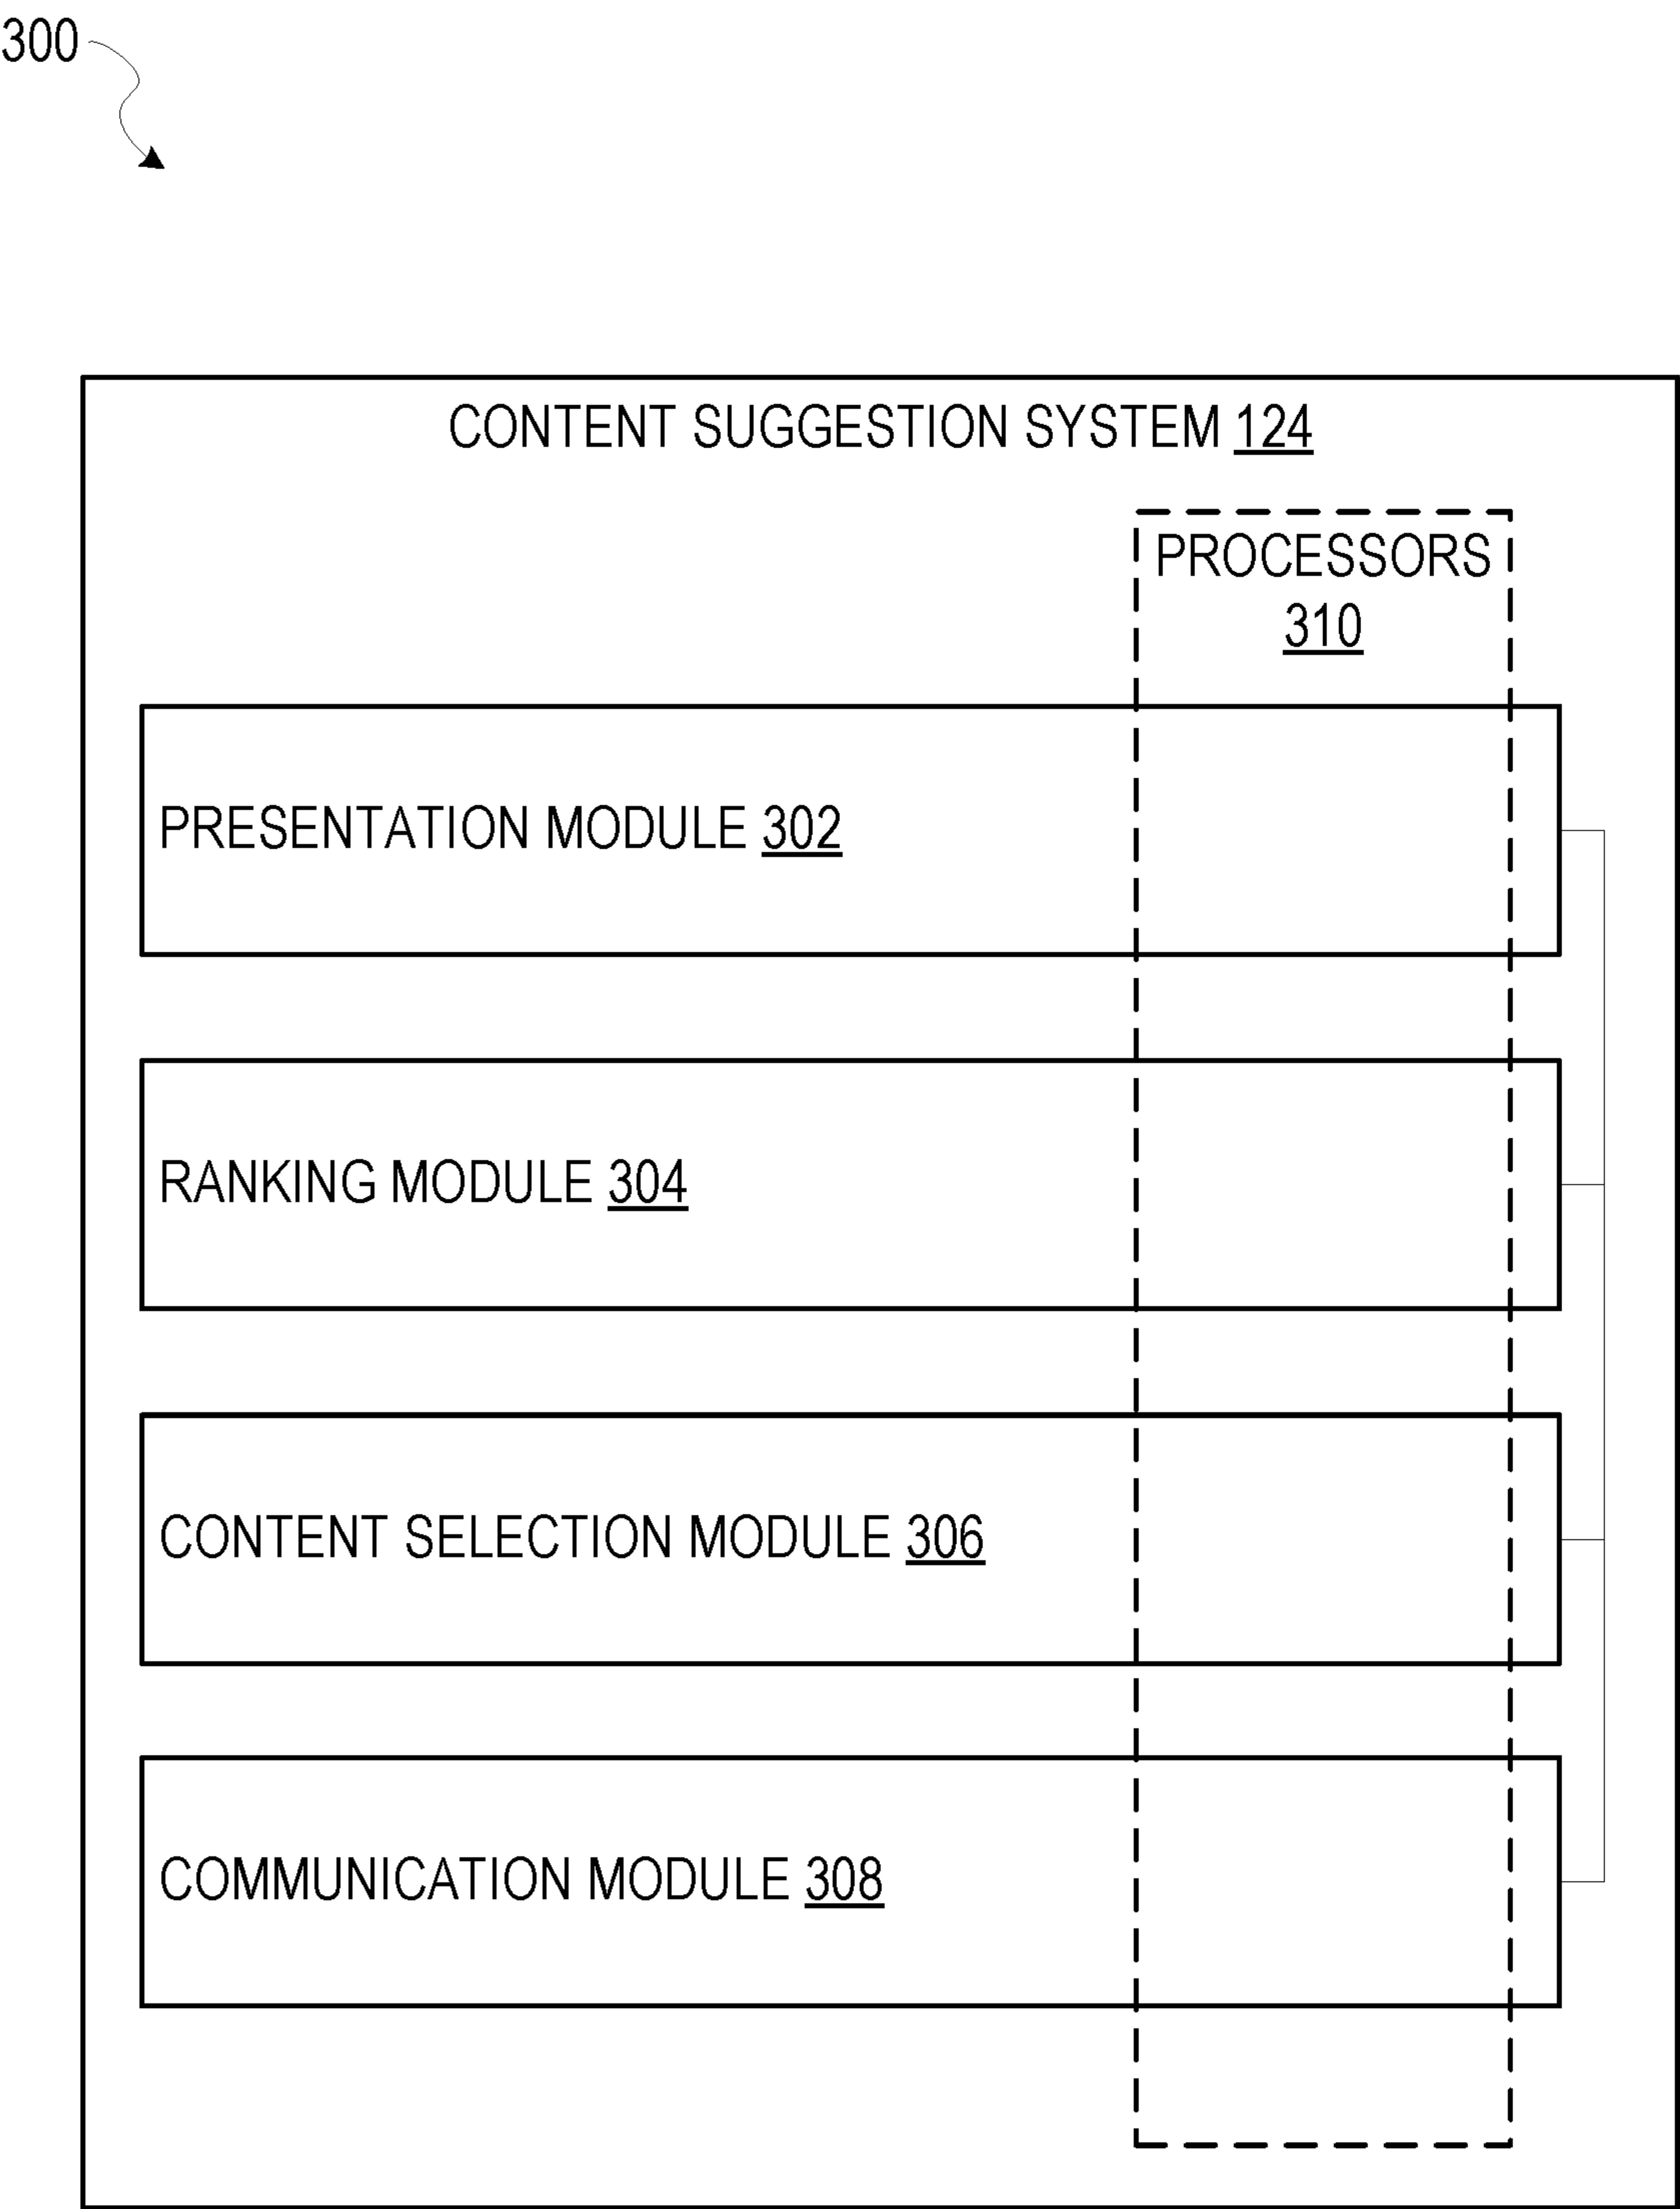 300
CONTENT SUGGESTION SYSTEM 124
PROCESSORS
310
PRESENTATION MODULE 302
RANKING MODULE 304
CONTENT SELECTION MODULE 306
COMMUNICATION MODULE 308